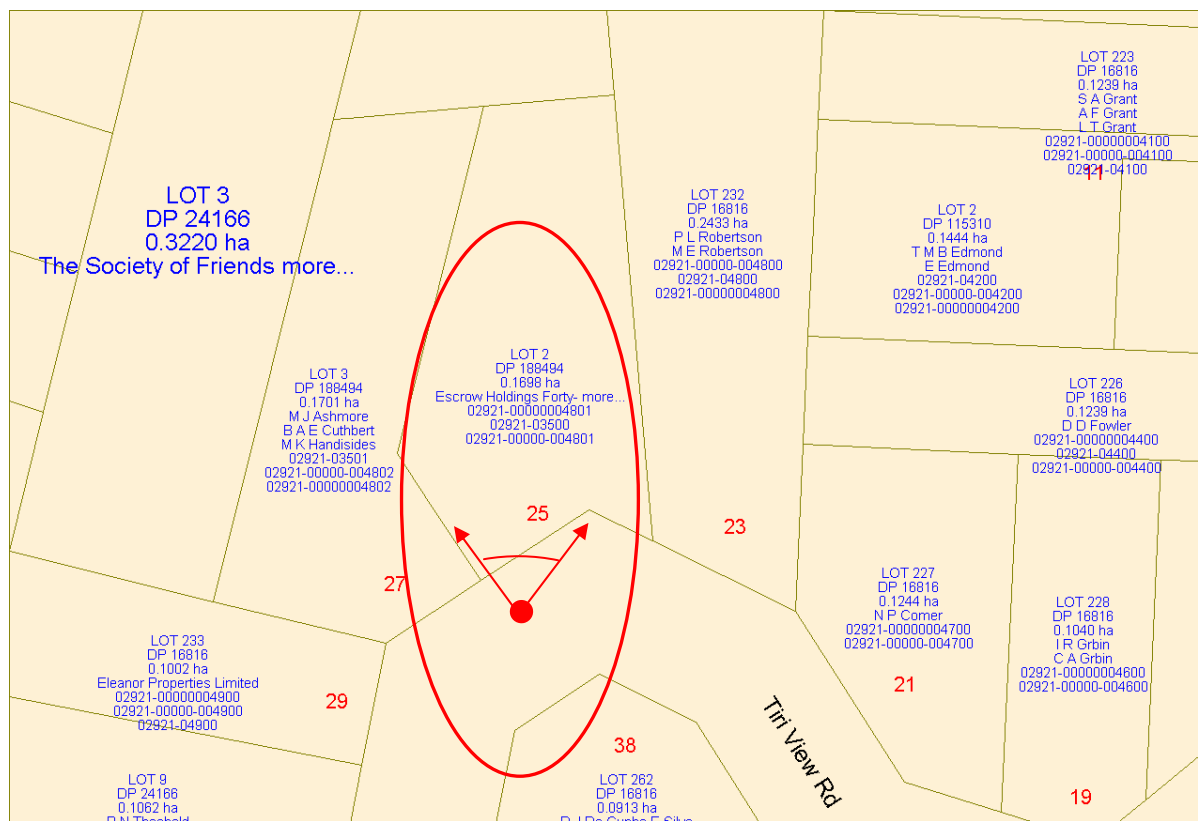 LOT 223
DP 16816
0.1239 ha
S A Grant
A F Grant
L T Grant
02921-00000004100
02921-00000-004100
02921-04100
11
LOT 3
DP 24166
0.3220 ha
The Society of Friends more...
LOT 232
DP 16816
0.2433 ha
P L Robertson
M E Robertson
02921-00000-004800
02921-04800
02921-00000004800
LOT 2
DP 115310
0.1444 ha
T M B Edmond
E Edmond
02921-04200
02921-00000-004200
02921-00000004200
LOT 2
DP 188494
0.1698 ha
Escrow Holdings Forty- more...
02921-00000004801
02921-03500
02921-00000-004801
25
LOT 3
DP 188494
0.1701 ha
M J Ashmore
B A E Cuthbert
M K Handisides
02921-03501
02921-00000-004802
02921-00000004802
27
23
LOT 226
DP 16816
0.1239 ha
D D Fowler
02921-00000004400
02921-04400
02921-00000-004400
LOT 227
DP 16816
0.1244 ha
N P Comer
02921-00000004700
02921-00000-004700
21
LOT 228
DP 16816
0.1040 ha
I R Grbin
C A Grbin
02921-00000004600
02921-00000-004600
19
LOT 233
DP 16816
0.1002 ha
Eleanor Properties Limited
02921-00000004900
02921-00000-004900
02921-04900
29
38
Tiri View Rd
LOT 9
DP 24166
0.1062 ha
LOT 262
DP 16816
0.0913 ha